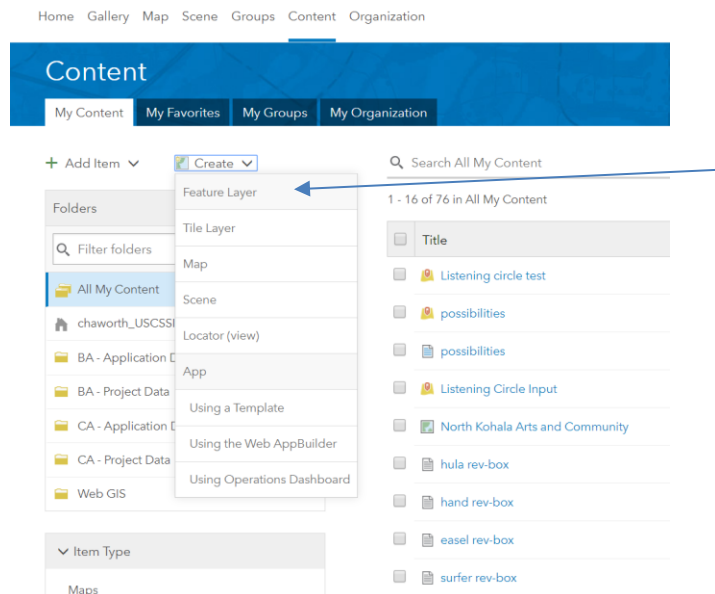 Home Gallery Map Scene Groups Content Organization
Content
My Content My Favorites My Groups My Organization
+ Add Item Create
Search All My Content
Feature Layer
Tile Layer
Map
Scene
Locator (view)
App
Using a Template
Using the Web AppBuilder
Using Operations Dashboard
Folders
Filter folders
All My Content
chaworth_USCSSI
BA - Application D
BA - Project Data
CA - Application D
CA - Project Data
Web GIS
Item Type
Maps
1 - 16 of 76 in All My Content
Title
Listening circle test
possibilities
possibilities
Listening Circle Input
North Kohala Arts and Community
hula rev-box
hand rev-box
easel rev-box
surfer rev-box